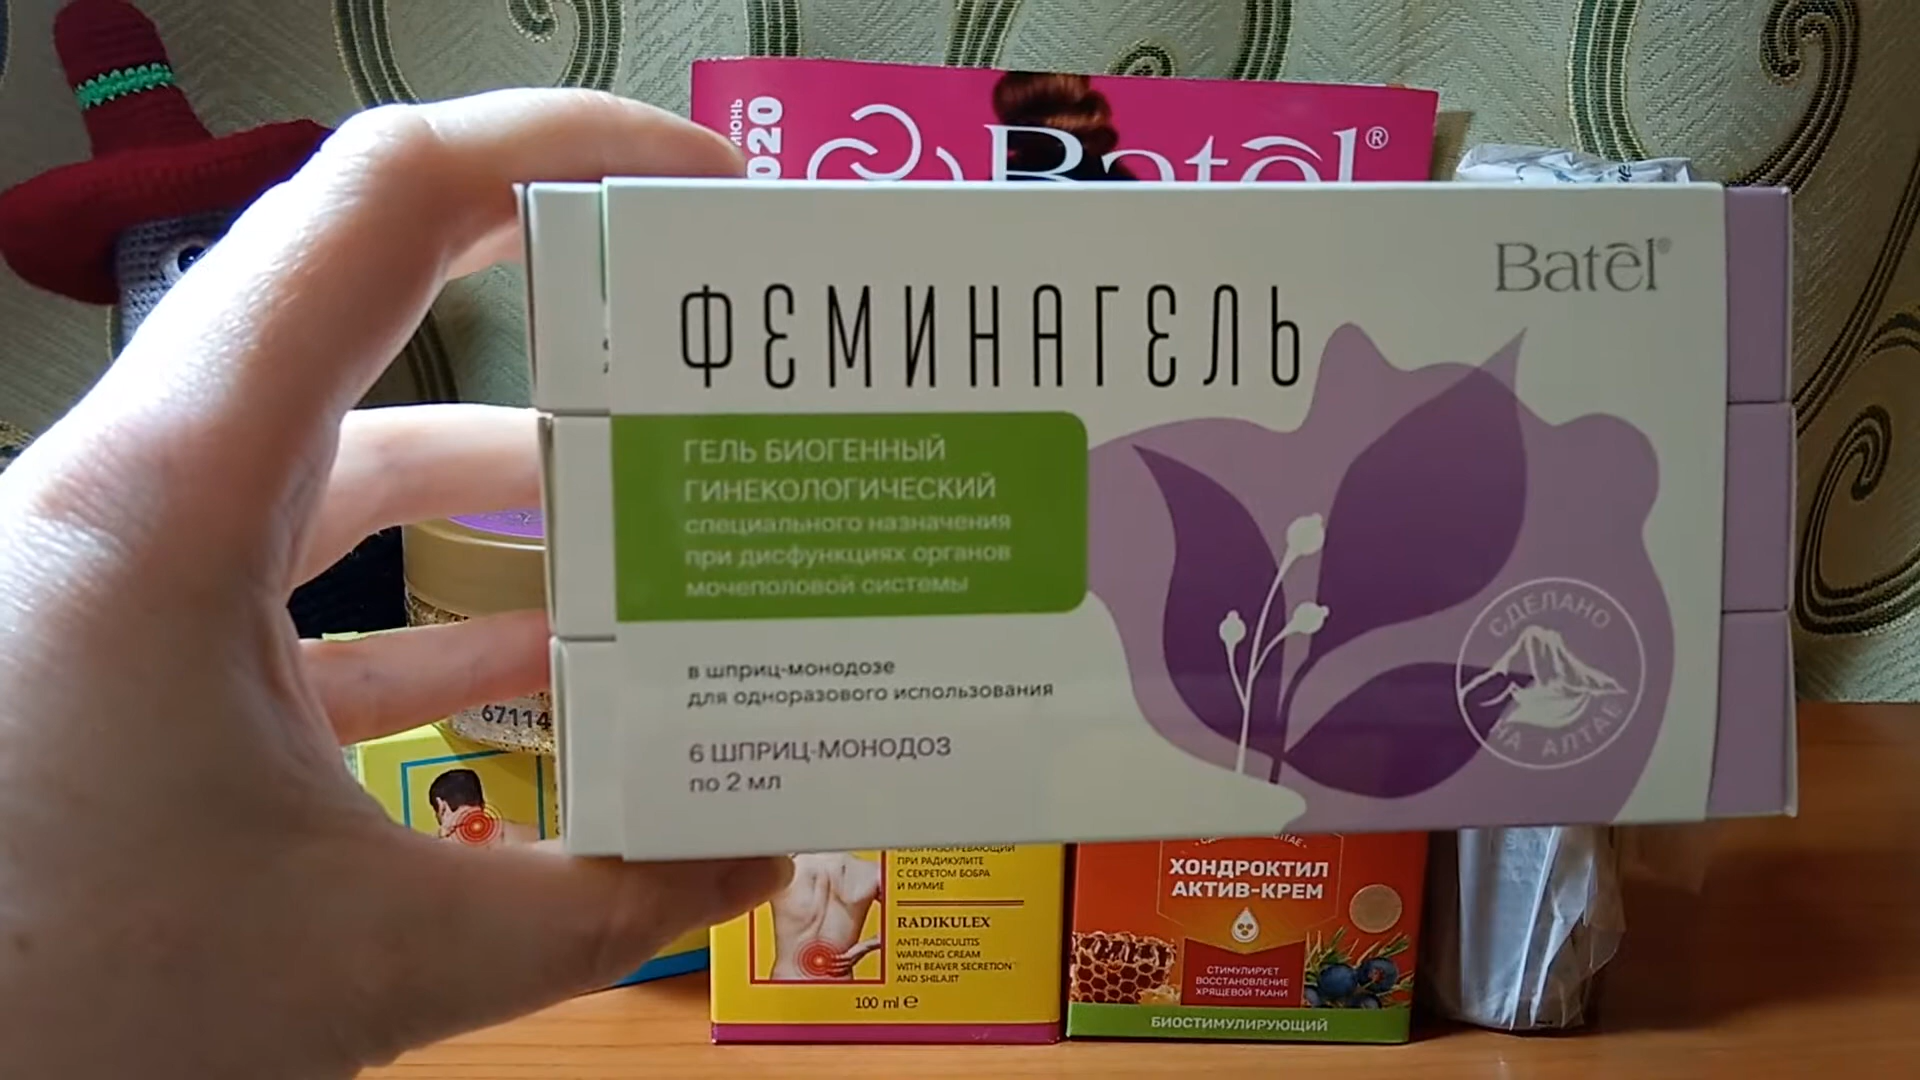 2020
Batel®
Batel®
ФЕМИНАГЕЛЬ
ГЕЛЬ БИОГЕННЫЙ
ГИНЕКОЛОГИЧЕСКИЙ
специального назначения
при дисфункциях органов
мочеполовой системы
в шприц-монодозе
для одноразового использования
6 ШПРИЦ-МОНОДОЗ
по 2 мл
СДЕЛАНО
НА АЛТАЕ
67114
КРЕМ РАЗОГРЕВАЮЩИЙ
ПРИ РАДИКУЛИТЕ
С СЕКРЕТОМ БОБРА
И МУМИЕ
RADIKULEX
ANTI-RADICULITIS
WARMING CREAM
WITH BEAVER SECRETION
AND SHILAJIT
100 ml ℮
ХОНДРОКТИЛ
АКТИВ-КРЕМ
СТИМУЛИРУЕТ
ВОССТАНОВЛЕНИЕ
ХРЯЩЕВОЙ ТКАНИ
БИОСТИМУЛИРУЮЩИЙ